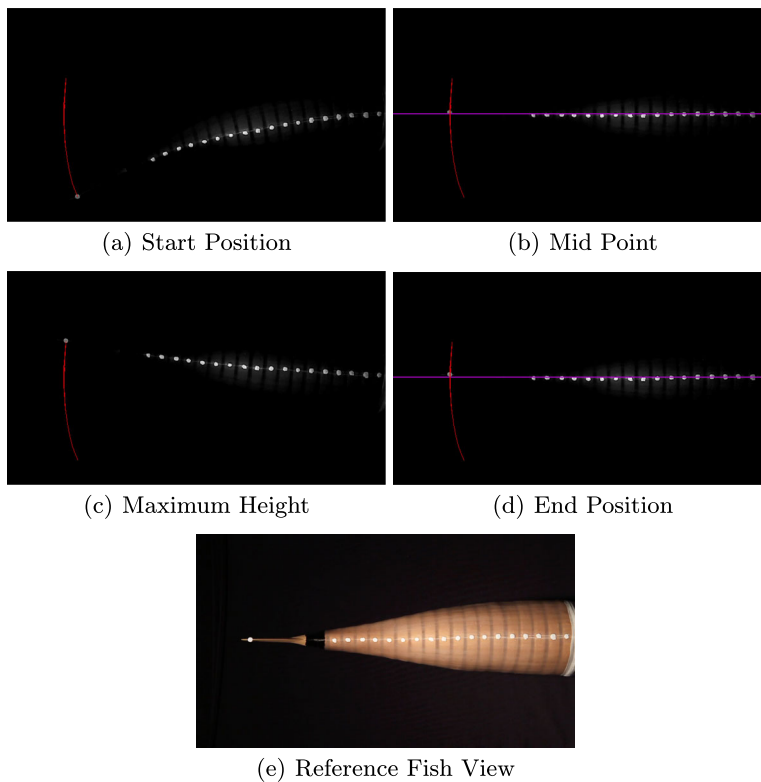 (a) Start Position
(b) Mid Point
(c) Maximum Height
(d) End Position
(e) Reference Fish View